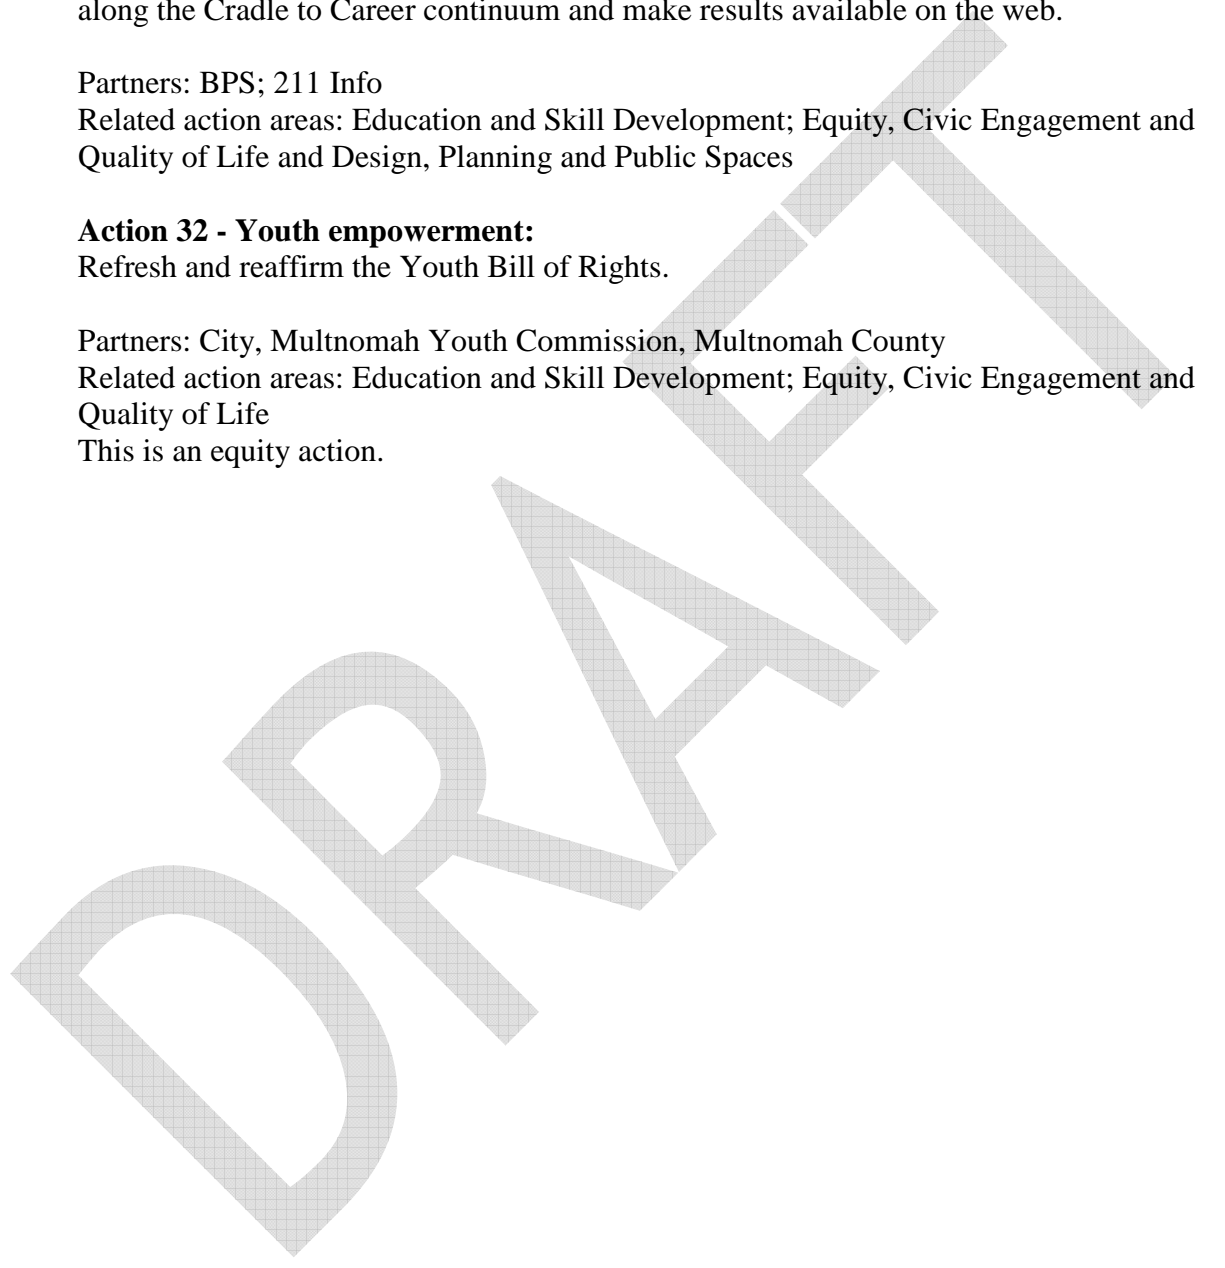 along the Cradle to Career continuum and make results available on the web.
Partners: BPS; 211 Info
Related action areas: Education and Skill Development; Equity, Civic Engagement and
Quality of Life and Design, Planning and Public Spaces
Action 32 - Youth empowerment:
Refresh and reaffirm the Youth Bill of Rights.
Partners: City, Multnomah Youth Commission, Multnomah County
Related action areas: Education and Skill Development; Equity, Civic Engagement and
Quality of Life
This is an equity action.
DRAFT